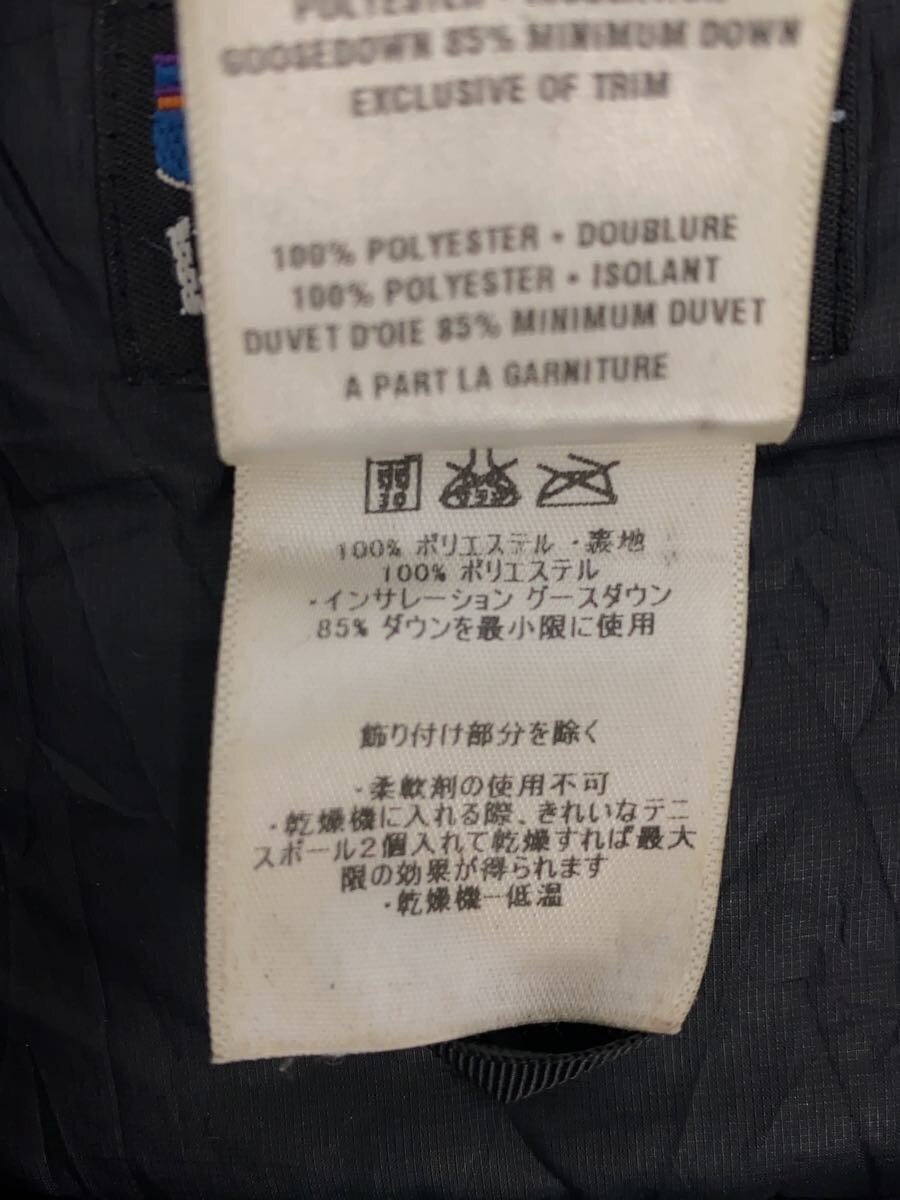 GOOSEDOWN 85% MINIMUM DOWN
EXCLUSIVE OF TRIM
100% POLYESTER • DOUBLURE
100% POLYESTER • ISOLANT
DUVET D'OIE 85% MINIMUM DUVET
A PART LA GARNITURE
30
100% ポリエステル ・裏地
100% ポリエステル
・インサレーション グースダウン
85% ダウンを最小限に使用
飾り付け部分を除く
・柔軟剤の使用不可
・乾燥機に入れる際、きれいなテニ
スボール2個入れて乾燥すれば最大
限の効果が得られます
・乾燥機ー低温